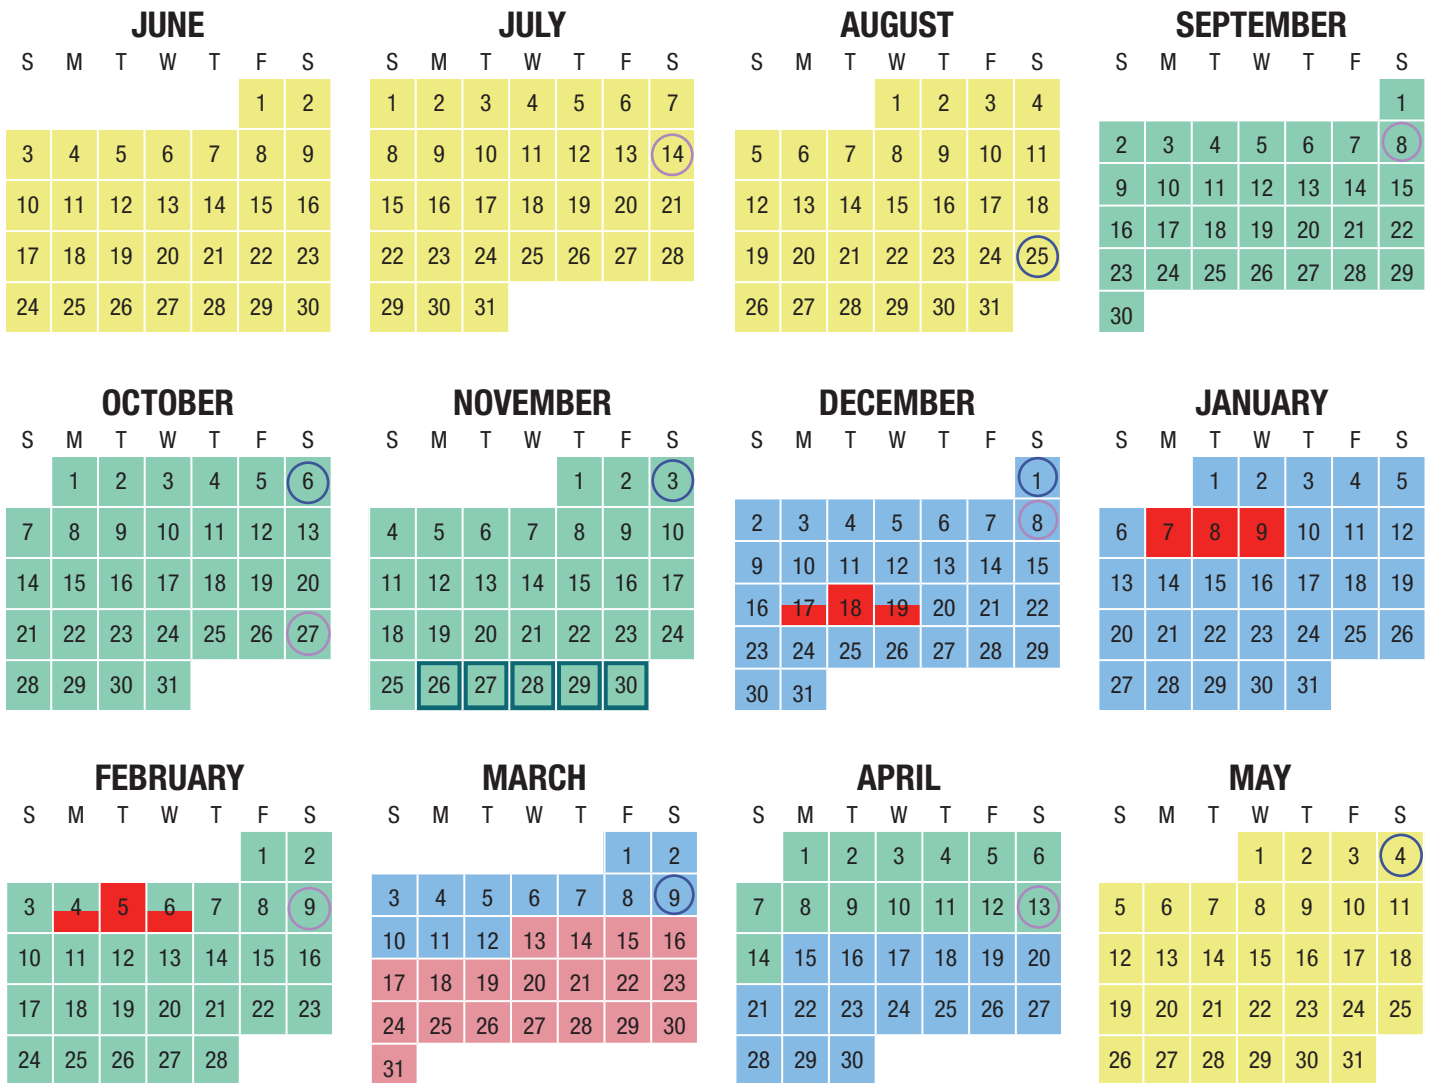 JUNE
S M T W T F S
1 2
3 4 5 6 7 8 9
10 11 12 13 14 15 16
17 18 19 20 21 22 23
24 25 26 27 28 29 30
JULY
S M T W T F S
1 2 3 4 5 6 7
8 9 10 11 12 13 14
15 16 17 18 19 20 21
22 23 24 25 26 27 28
29 30 31
AUGUST
S M T W T F S
1 2 3 4
5 6 7 8 9 10 11
12 13 14 15 16 17 18
19 20 21 22 23 24 25
26 27 28 29 30 31
SEPTEMBER
S M T W T F S
1
2 3 4 5 6 7 8
9 10 11 12 13 14 15
16 17 18 19 20 21 22
23 24 25 26 27 28 29
30
OCTOBER
S M T W T F S
1 2 3 4 5 6
7 8 9 10 11 12 13
14 15 16 17 18 19 20
21 22 23 24 25 26 27
28 29 30 31
NOVEMBER
S M T W T F S
1 2 3
4 5 6 7 8 9 10
11 12 13 14 15 16 17
18 19 20 21 22 23 24
25 26 27 28 29 30
DECEMBER
S M T W T F S
1
2 3 4 5 6 7 8
9 10 11 12 13 14 15
16 17 18 19 20 21 22
23 24 25 26 27 28 29
30 31
JANUARY
S M T W T F S
1 2 3 4 5
6 7 8 9 10 11 12
13 14 15 16 17 18 19
20 21 22 23 24 25 26
27 28 29 30 31
FEBRUARY
S M T W T F S
1 2
3 4 5 6 7 8 9
10 11 12 13 14 15 16
17 18 19 20 21 22 23
24 25 26 27 28
MARCH
S M T W T F S
1 2
3 4 5 6 7 8 9
10 11 12 13 14 15 16
17 18 19 20 21 22 23
24 25 26 27 28 29 30
31
APRIL
S M T W T F S
1 2 3 4 5 6
7 8 9 10 11 12 13
14 15 16 17 18 19 20
21 22 23 24 25 26 27
28 29 30
MAY
S M T W T F S
1 2 3 4
5 6 7 8 9 10 11
12 13 14 15 16 17 18
19 20 21 22 23 24 25
26 27 28 29 30 31